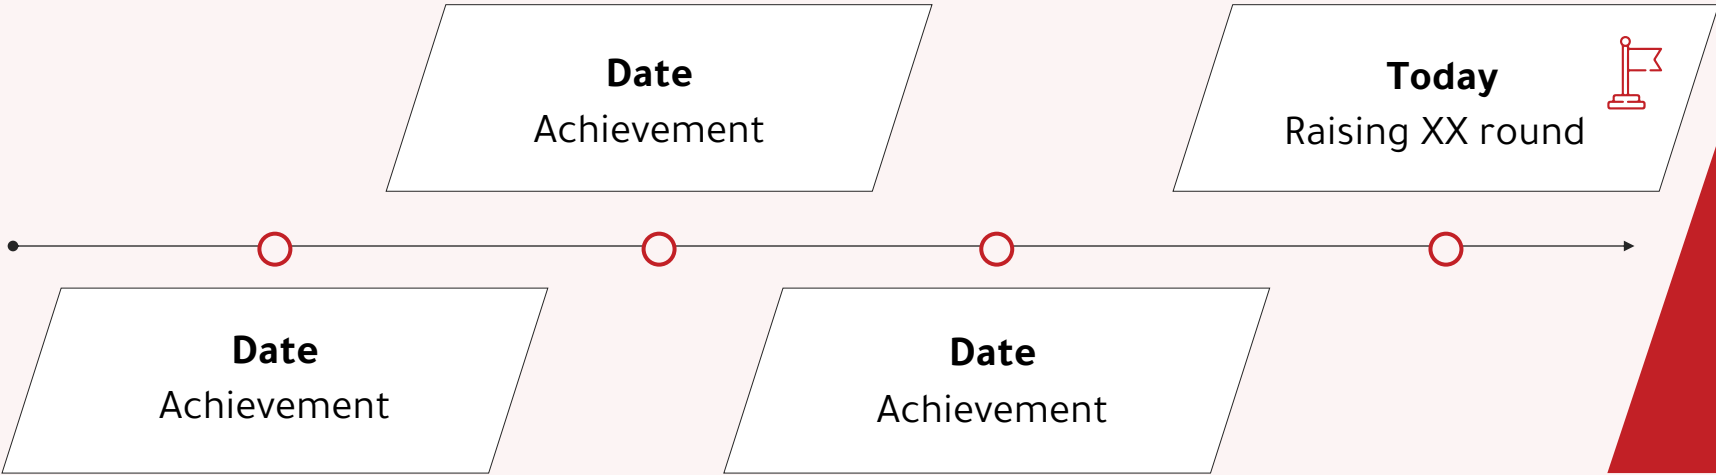 Date
Achievement
Today
Raising XX round
Date
Achievement
Date
Achievement